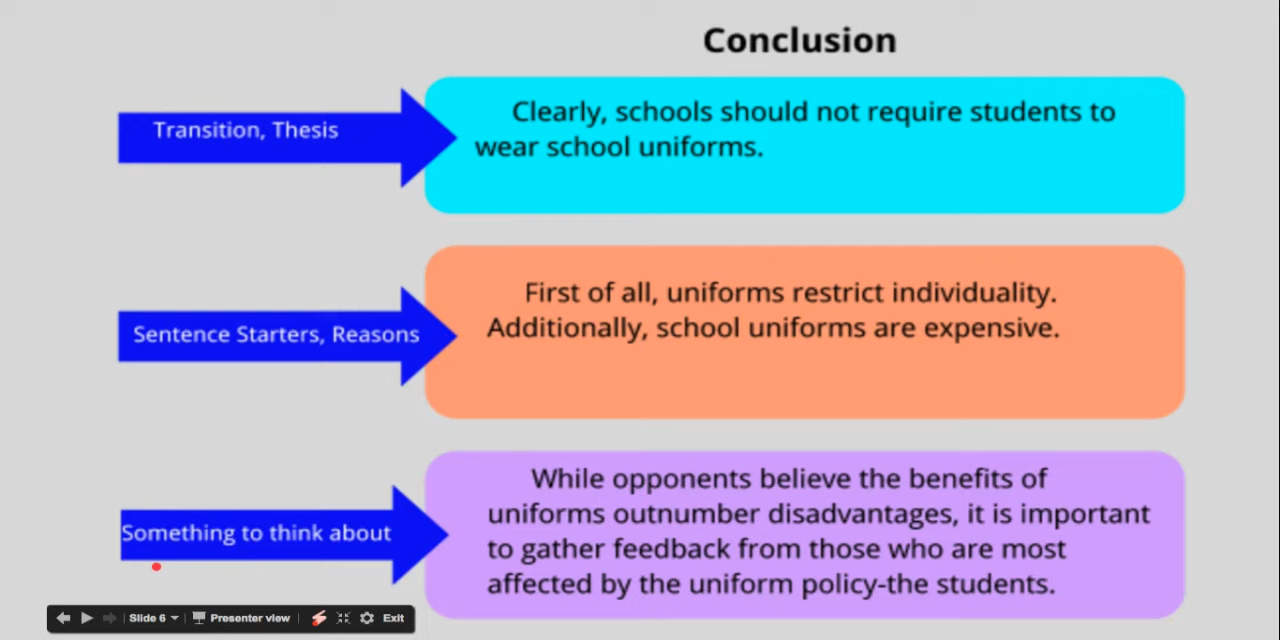 Conclusion
Transition, Thesis
Clearly, schools should not require students to
wear school uniforms.
Sentence Starters, Reasons
First of all, uniforms restrict individuality.
Additionally, school uniforms are expensive.
Something to think about
While opponents believe the benefits of
uniforms outnumber disadvantages, it is important
to gather feedback from those who are most
affected by the uniform policy-the students.
Slide 6 Presenter view Exit